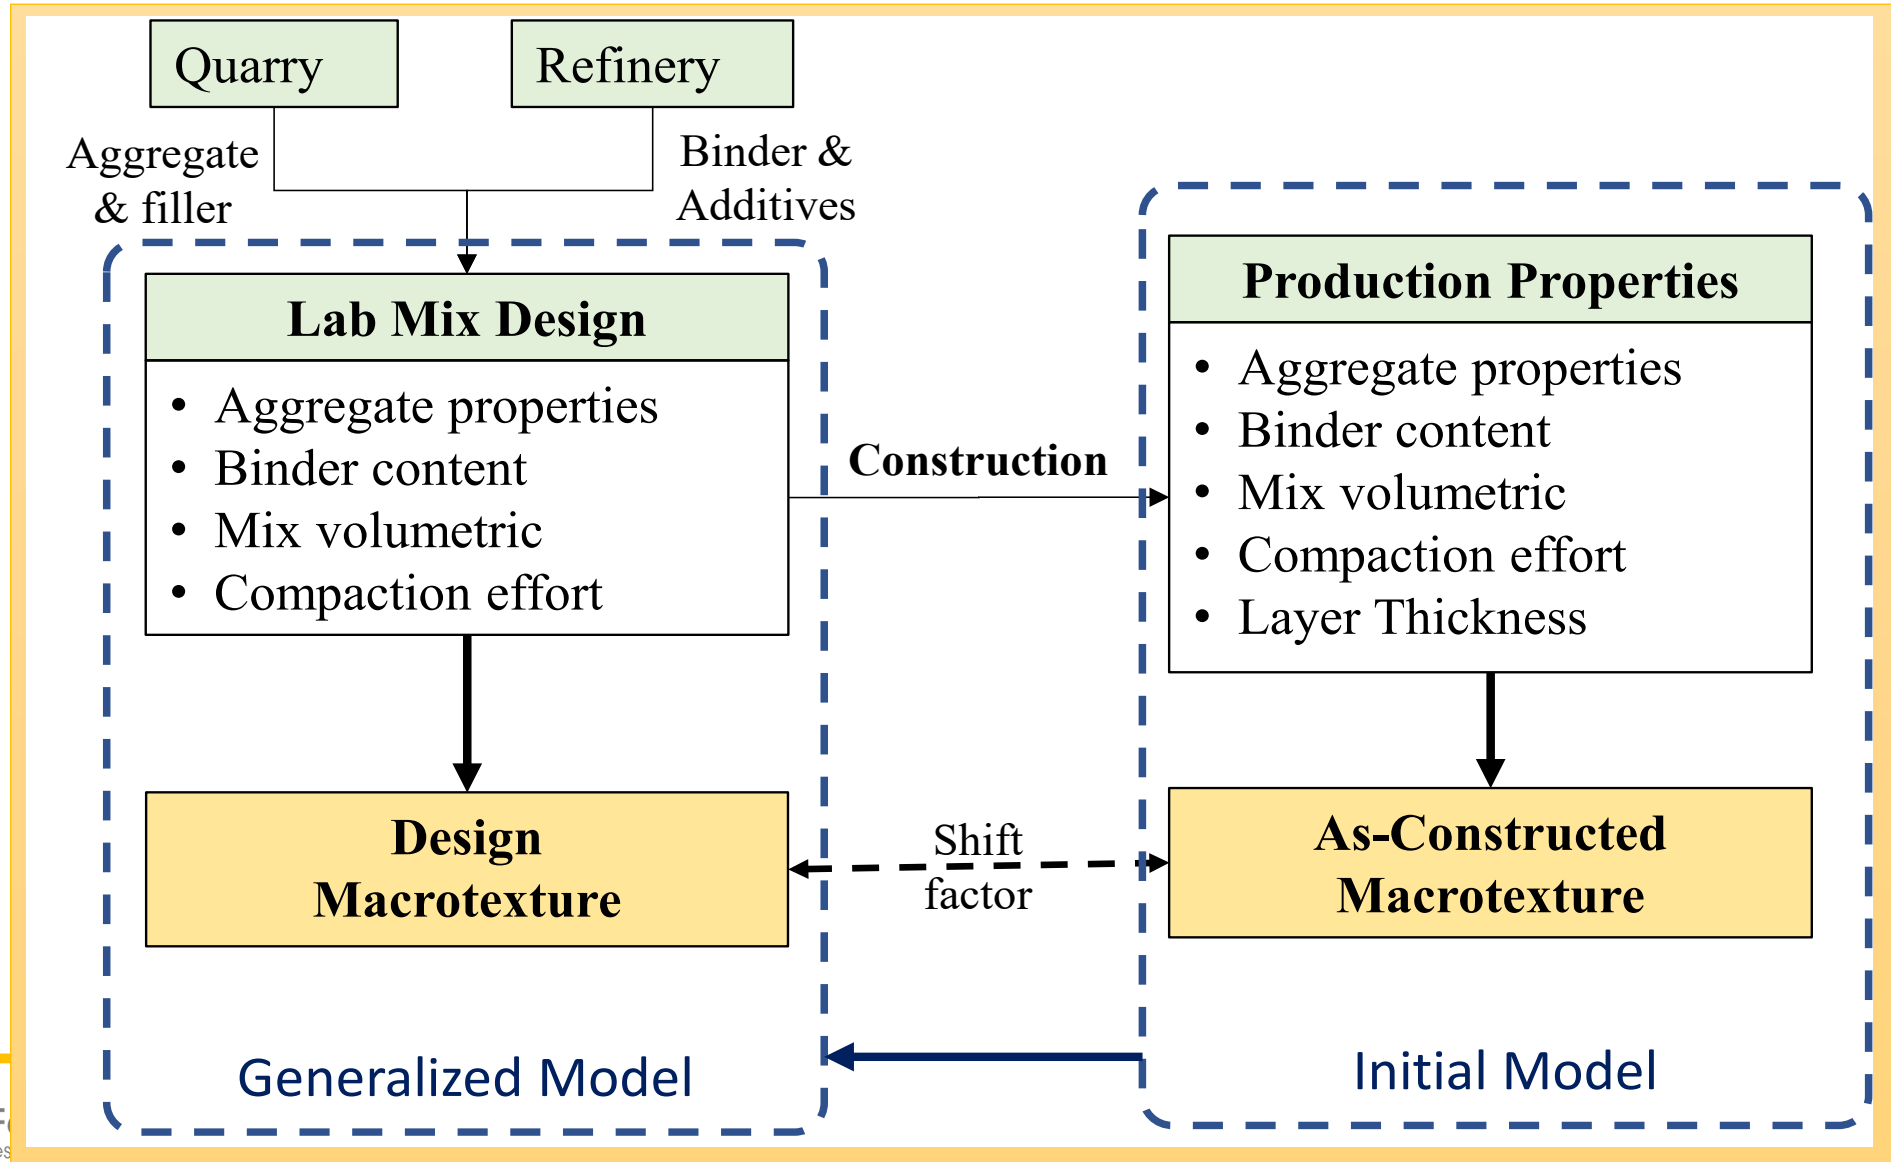 Quarry
Refinery
Aggregate
& filler
Binder &
Additives
Lab Mix Design
• Aggregate properties
• Binder content
• Mix volumetric
• Compaction effort
Construction
Production Properties
• Aggregate properties
• Binder content
• Mix volumetric
• Compaction effort
• Layer Thickness
Design
Macrotexture
Shift
factor
As-Constructed
Macrotexture
Generalized Model
Initial Model